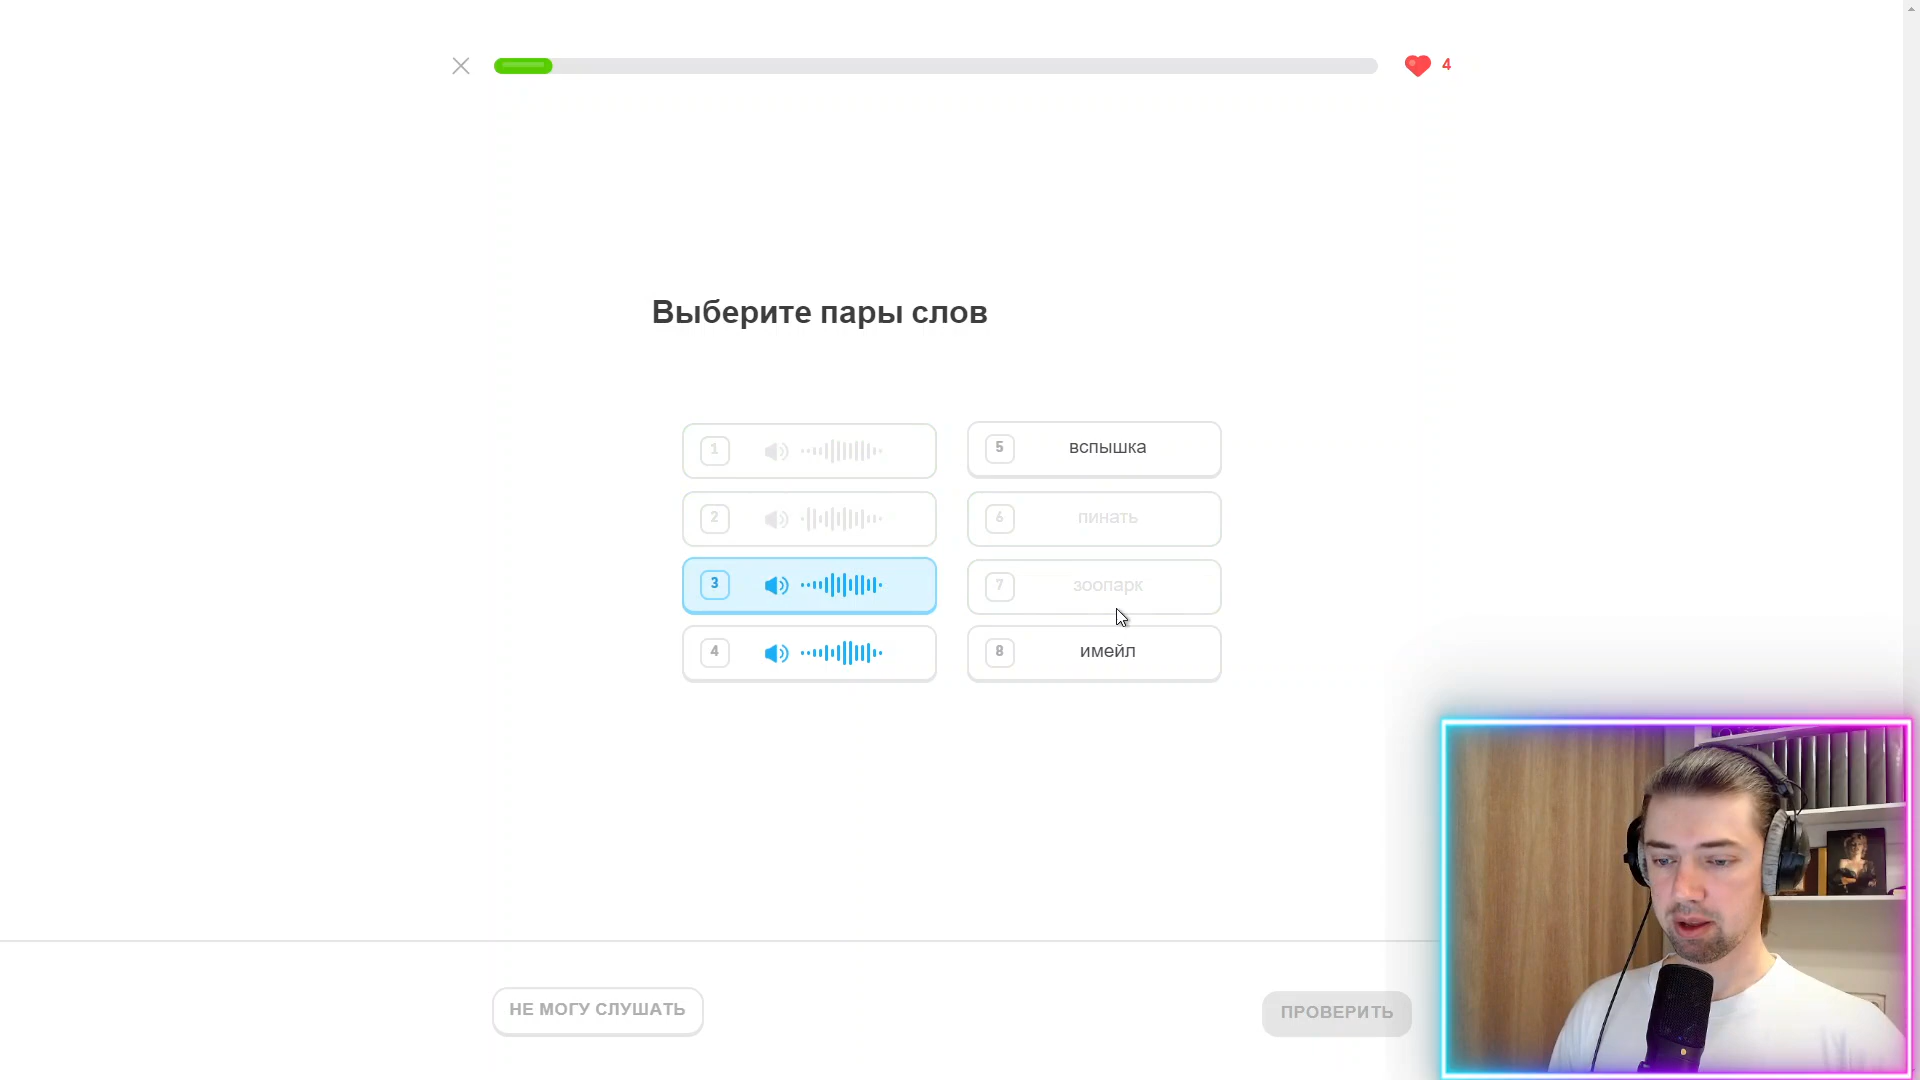 4
Выберите пары слов
1
5 вспышка
2
6 пинать
3
7 зоопарк
4
8 имейл
НЕ МОГУ СЛУШАТЬ
ПРОВЕРИТЬ